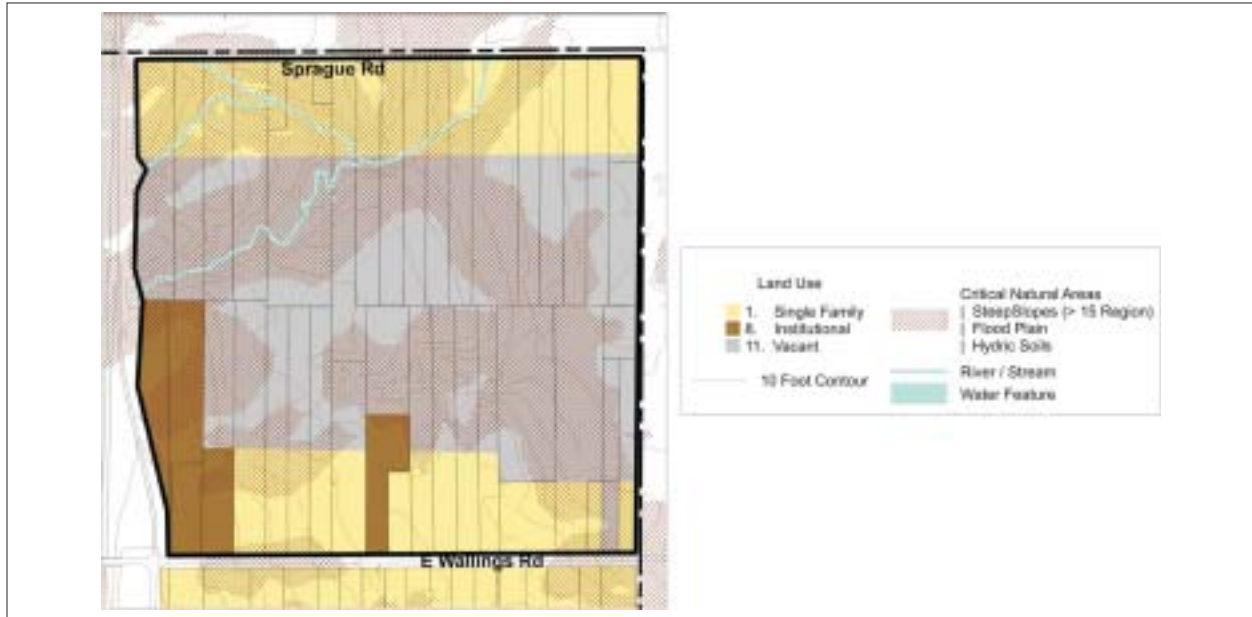 Sprague Rd
E Wallings Rd
Land Use
1. Single Family
8. Institutional
11. Vacant
10 Foot Contour
Critical Natural Areas
| SteepSlopes (> 15 Region)
| Flood Plain
| Hydric Soils
River / Stream
Water Feature